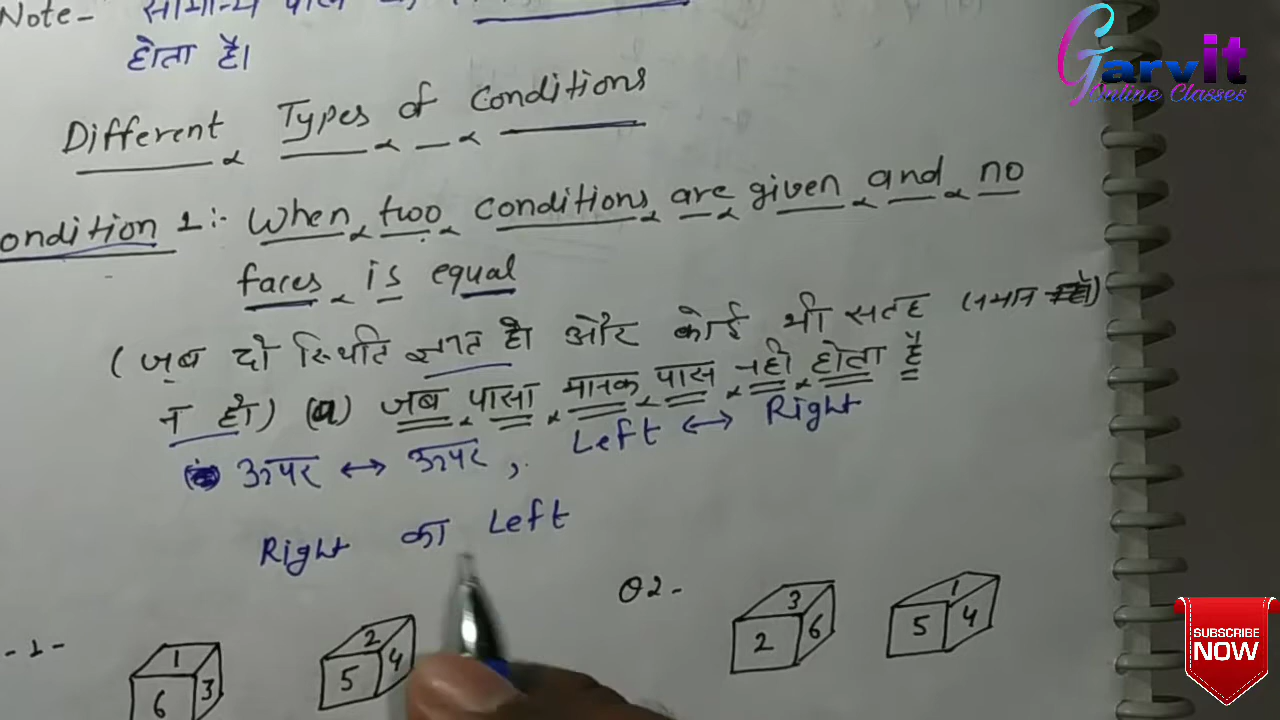 Note- सामान्य
होता है।
Different Types of Conditions
ondition 1:- When two conditions are given and no
faces is equal
(जब दो स्थिति ज्ञात हो और कोई भी सतह (समान
न हो) (a) जब पासा मानक पास नही होता है
ऊपर ↔ ऊपर, Left ↔ Right
Right का Left
-1-
1
6 3
2
5 4
Q2-
3
2 6
1
5 4
Garvit
Online Classes
SUBSCRIBE
NOW